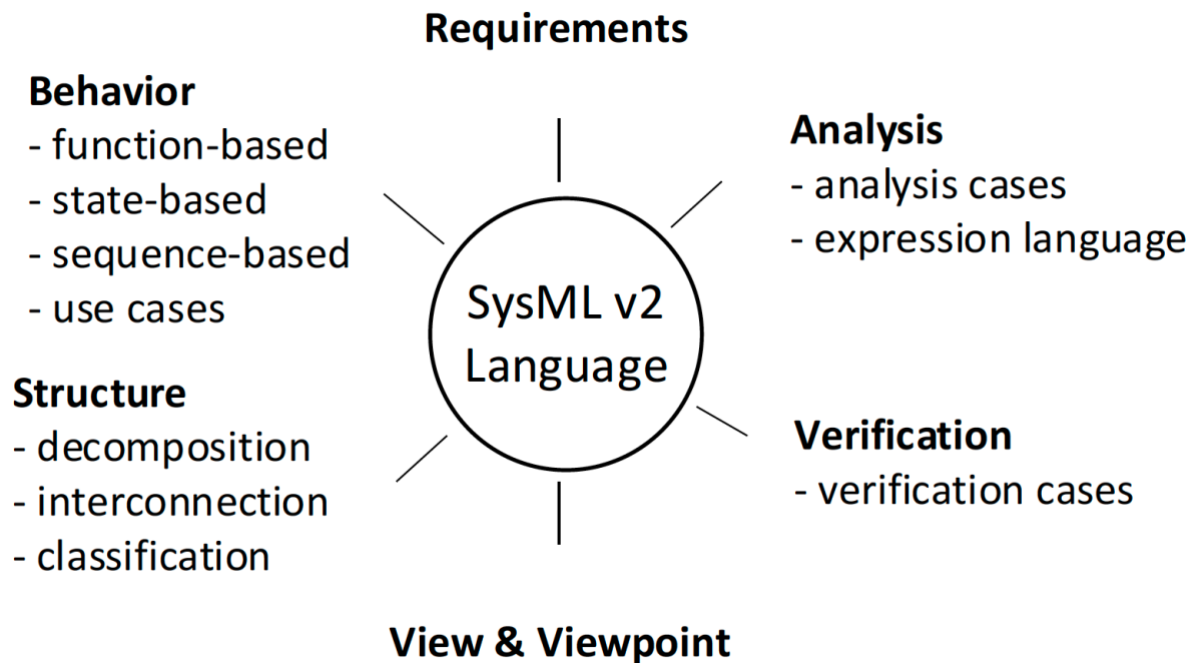 Requirements
Behavior
- function-based
- state-based
- sequence-based
- use cases
Analysis
- analysis cases
- expression language
SysML v2
Language
Structure
- decomposition
- interconnection
- classification
Verification
- verification cases
View & Viewpoint